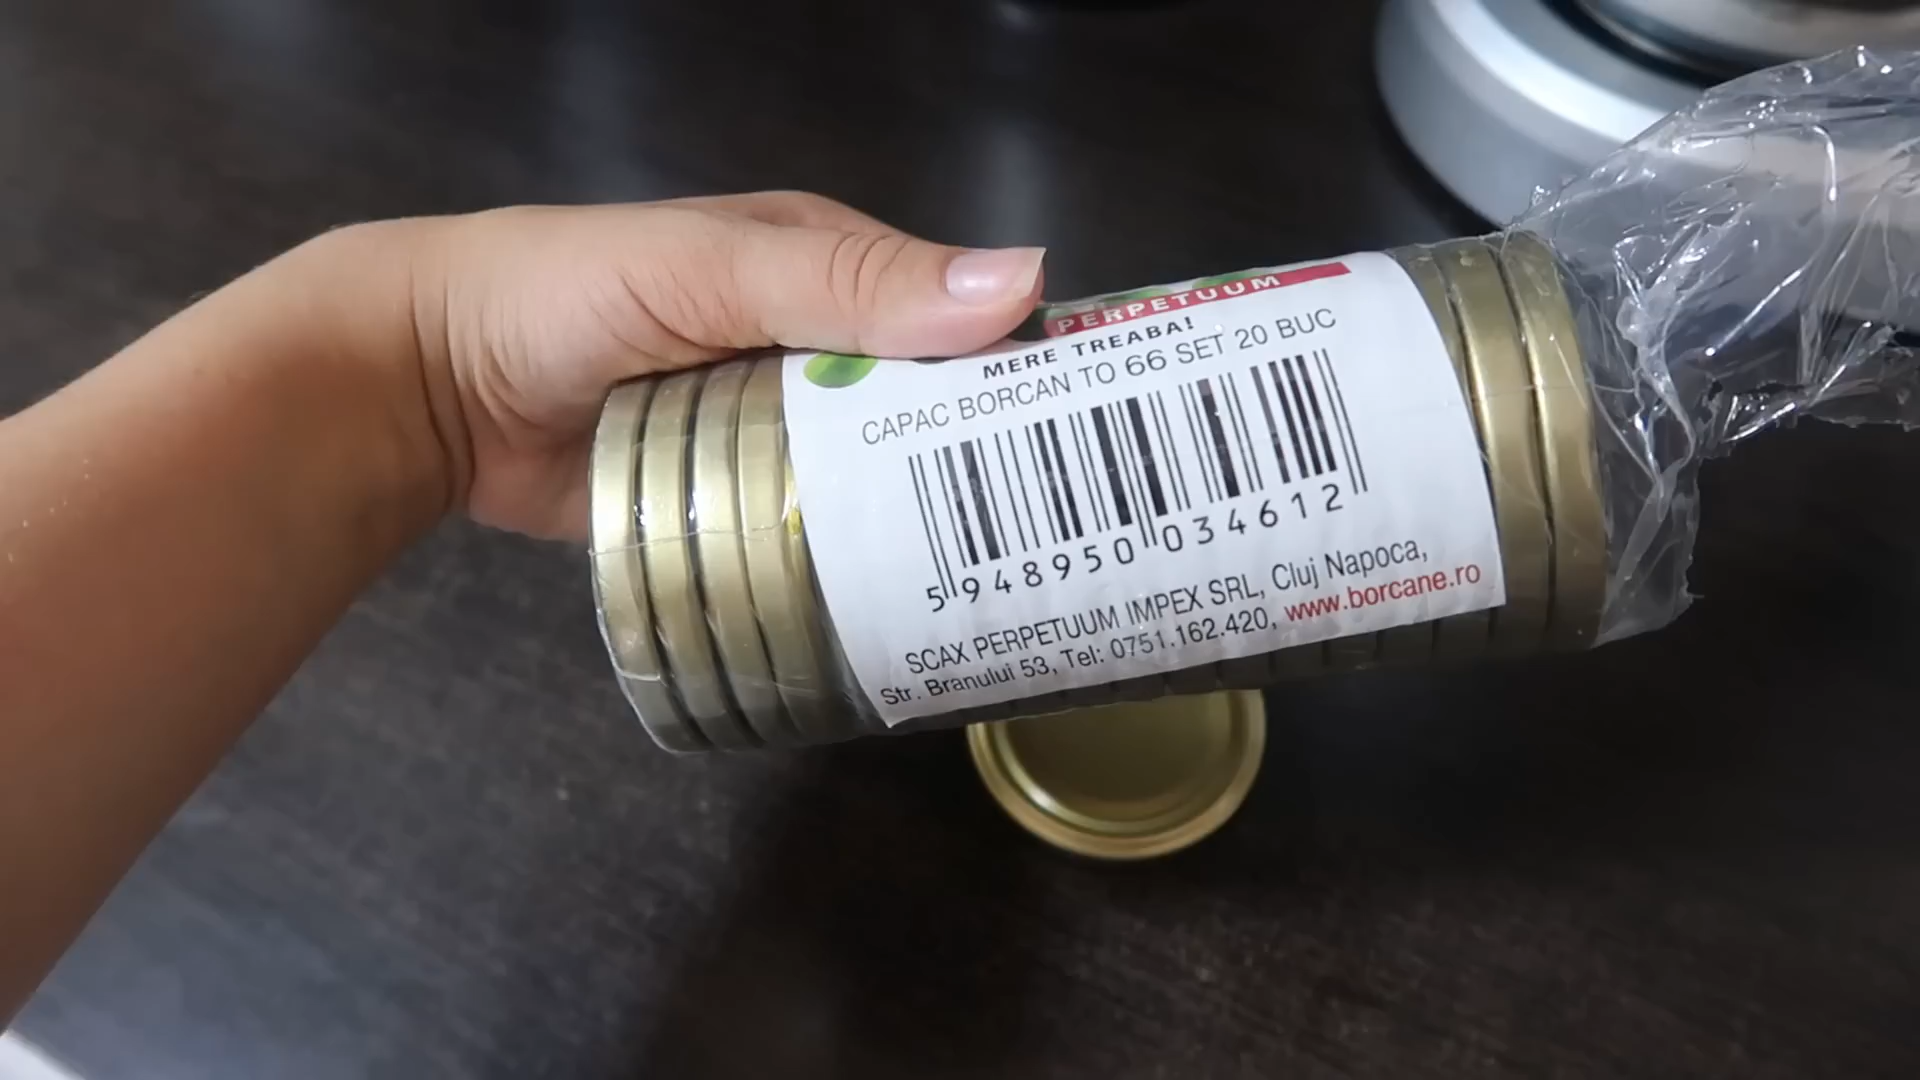 PERPETUUM
MERE TREABA!
CAPAC BORCAN TO 66 SET 20 BUC
5 948950 034612
SCAX PERPETUUM IMPEX SRL, Cluj Napoca,
Str. Branului 53, Tel: 0751.162.420, www.borcane.ro